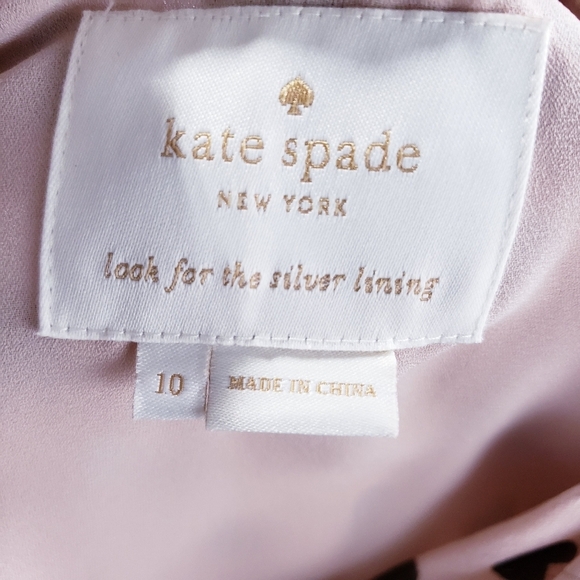 kate spade
NEW YORK
look for the silver lining
10
MADE IN CHINA